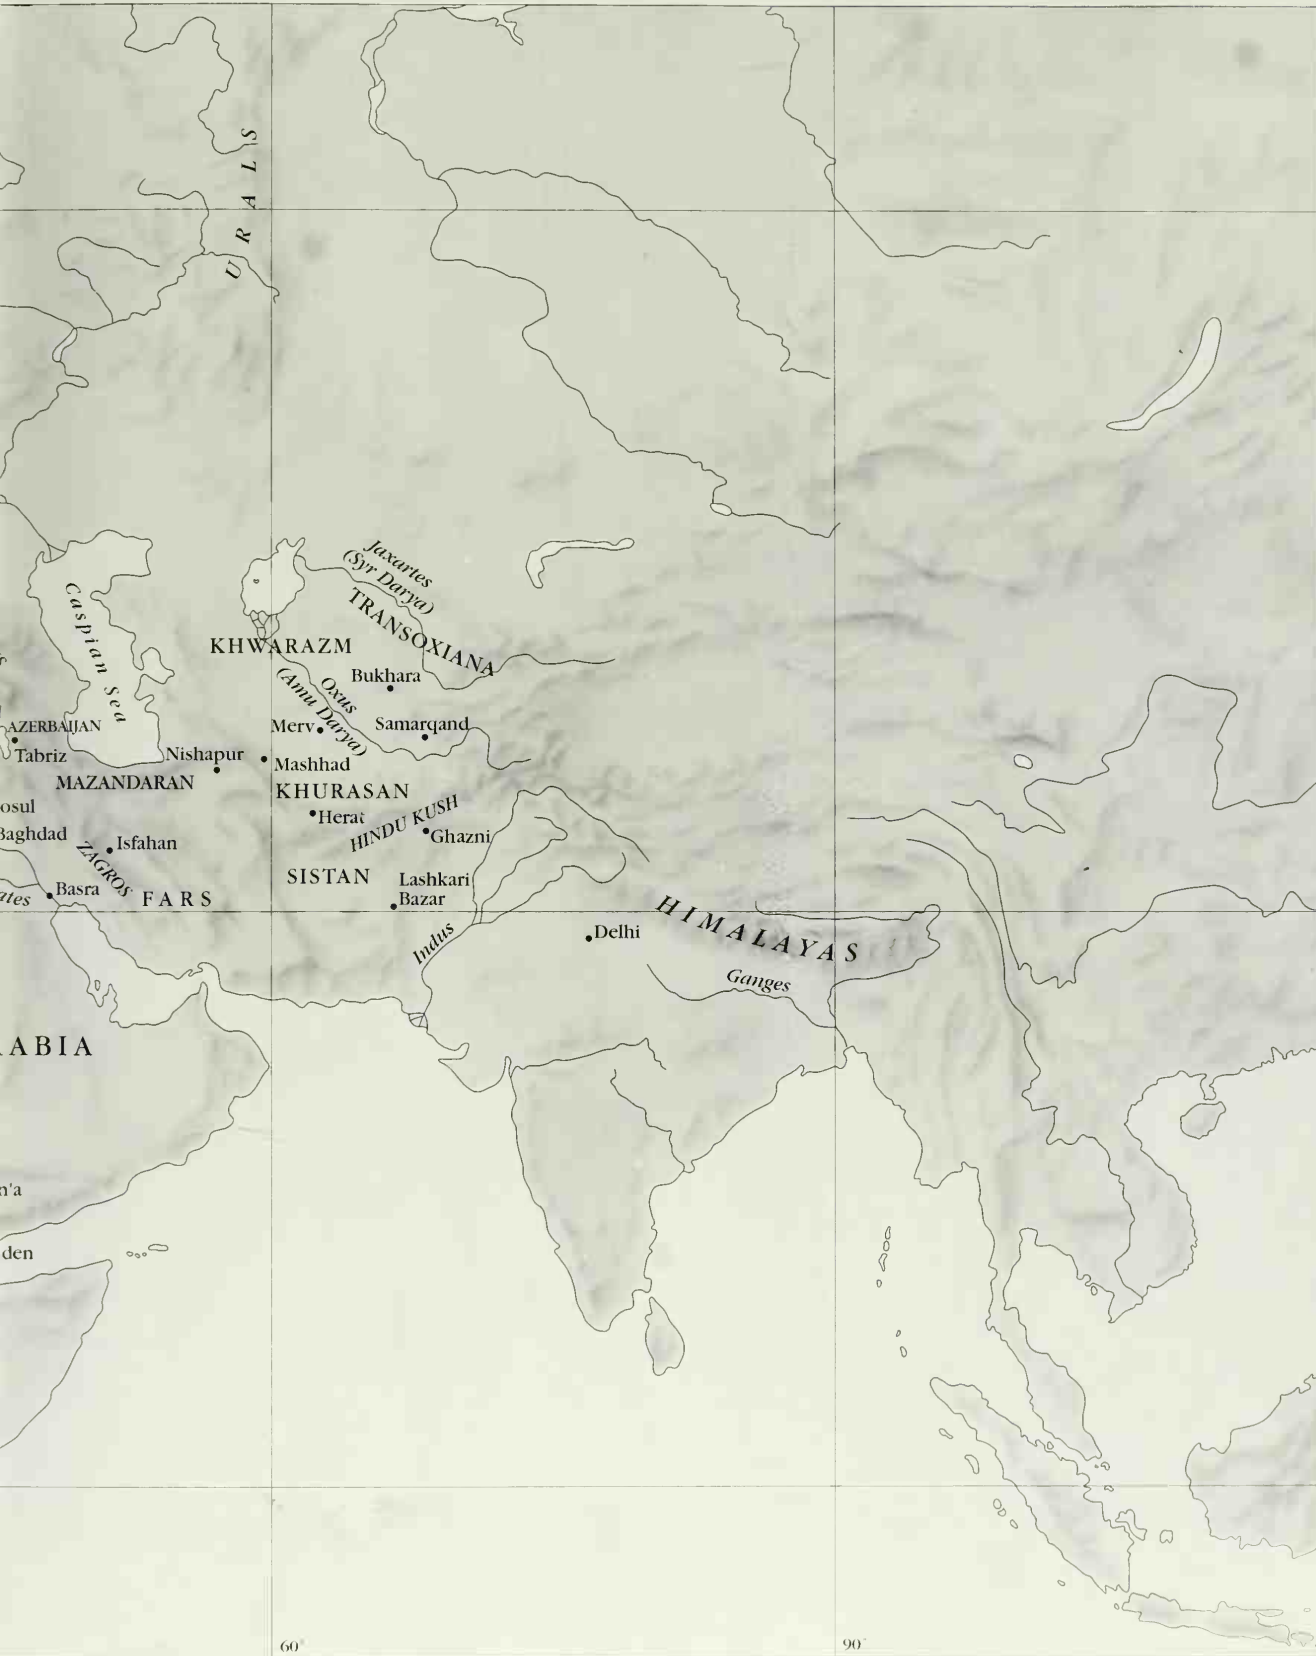 URALS
Jaxartes
(Syr Darya)
Caspian Sea
TRANSOXIANA
KHWARAZM
Bukhara
Oxus
(Amu Darya)
AZERBAIJAN
Merv
Samarqand
Tabriz
Nishapur
Mashhad
MAZANDARAN
KHURASAN
osul
Herat
HINDU KUSH
Baghdad
Isfahan
Ghazni
ZAGROS
SISTAN
Lashkari
Bazar
Basra
ates
FARS
HIMALAYAS
Delhi
Indus
Ganges
ABIA
n'a
den
60°
90°